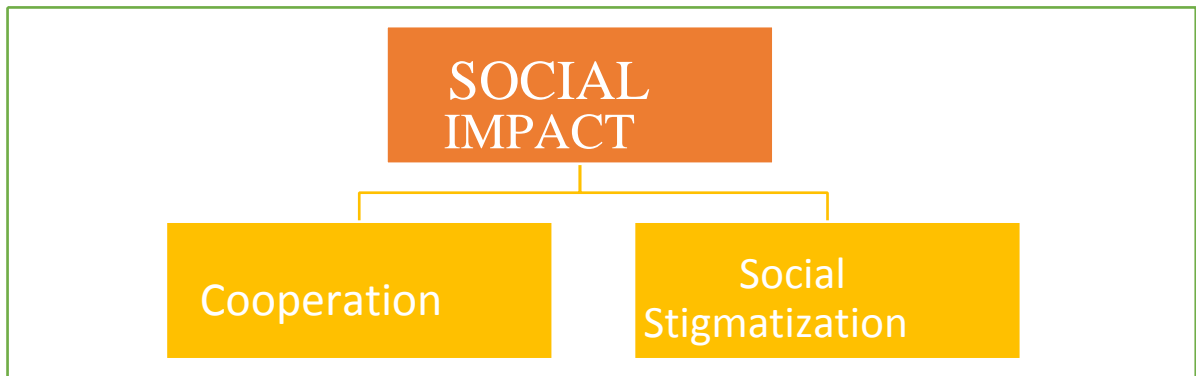 SOCIAL
IMPACT
Cooperation
Social
Stigmatization